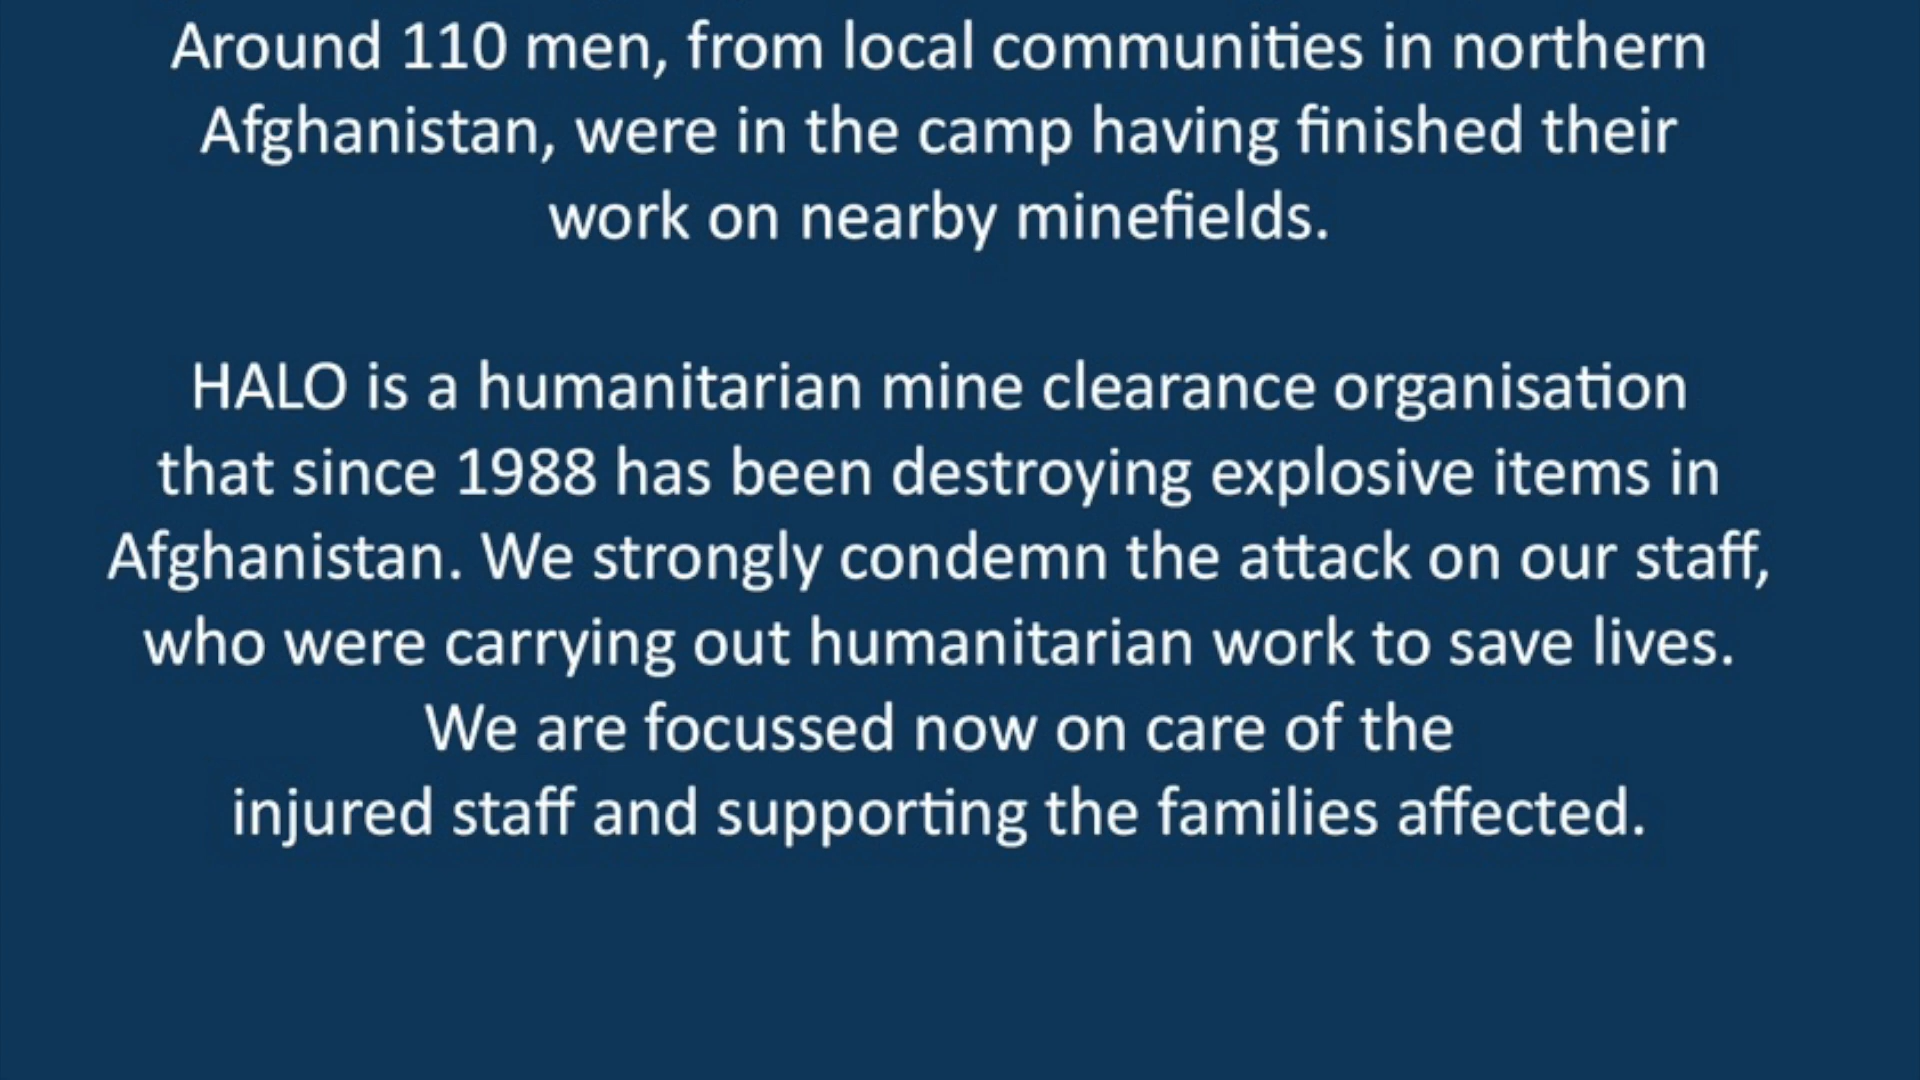 Around 110 men, from local communities in northern
Afghanistan, were in the camp having finished their
work on nearby minefields.
HALO is a humanitarian mine clearance organisation
that since 1988 has been destroying explosive items in
Afghanistan. We strongly condemn the attack on our staff,
who were carrying out humanitarian work to save lives.
We are focussed now on care of the
injured staff and supporting the families affected.